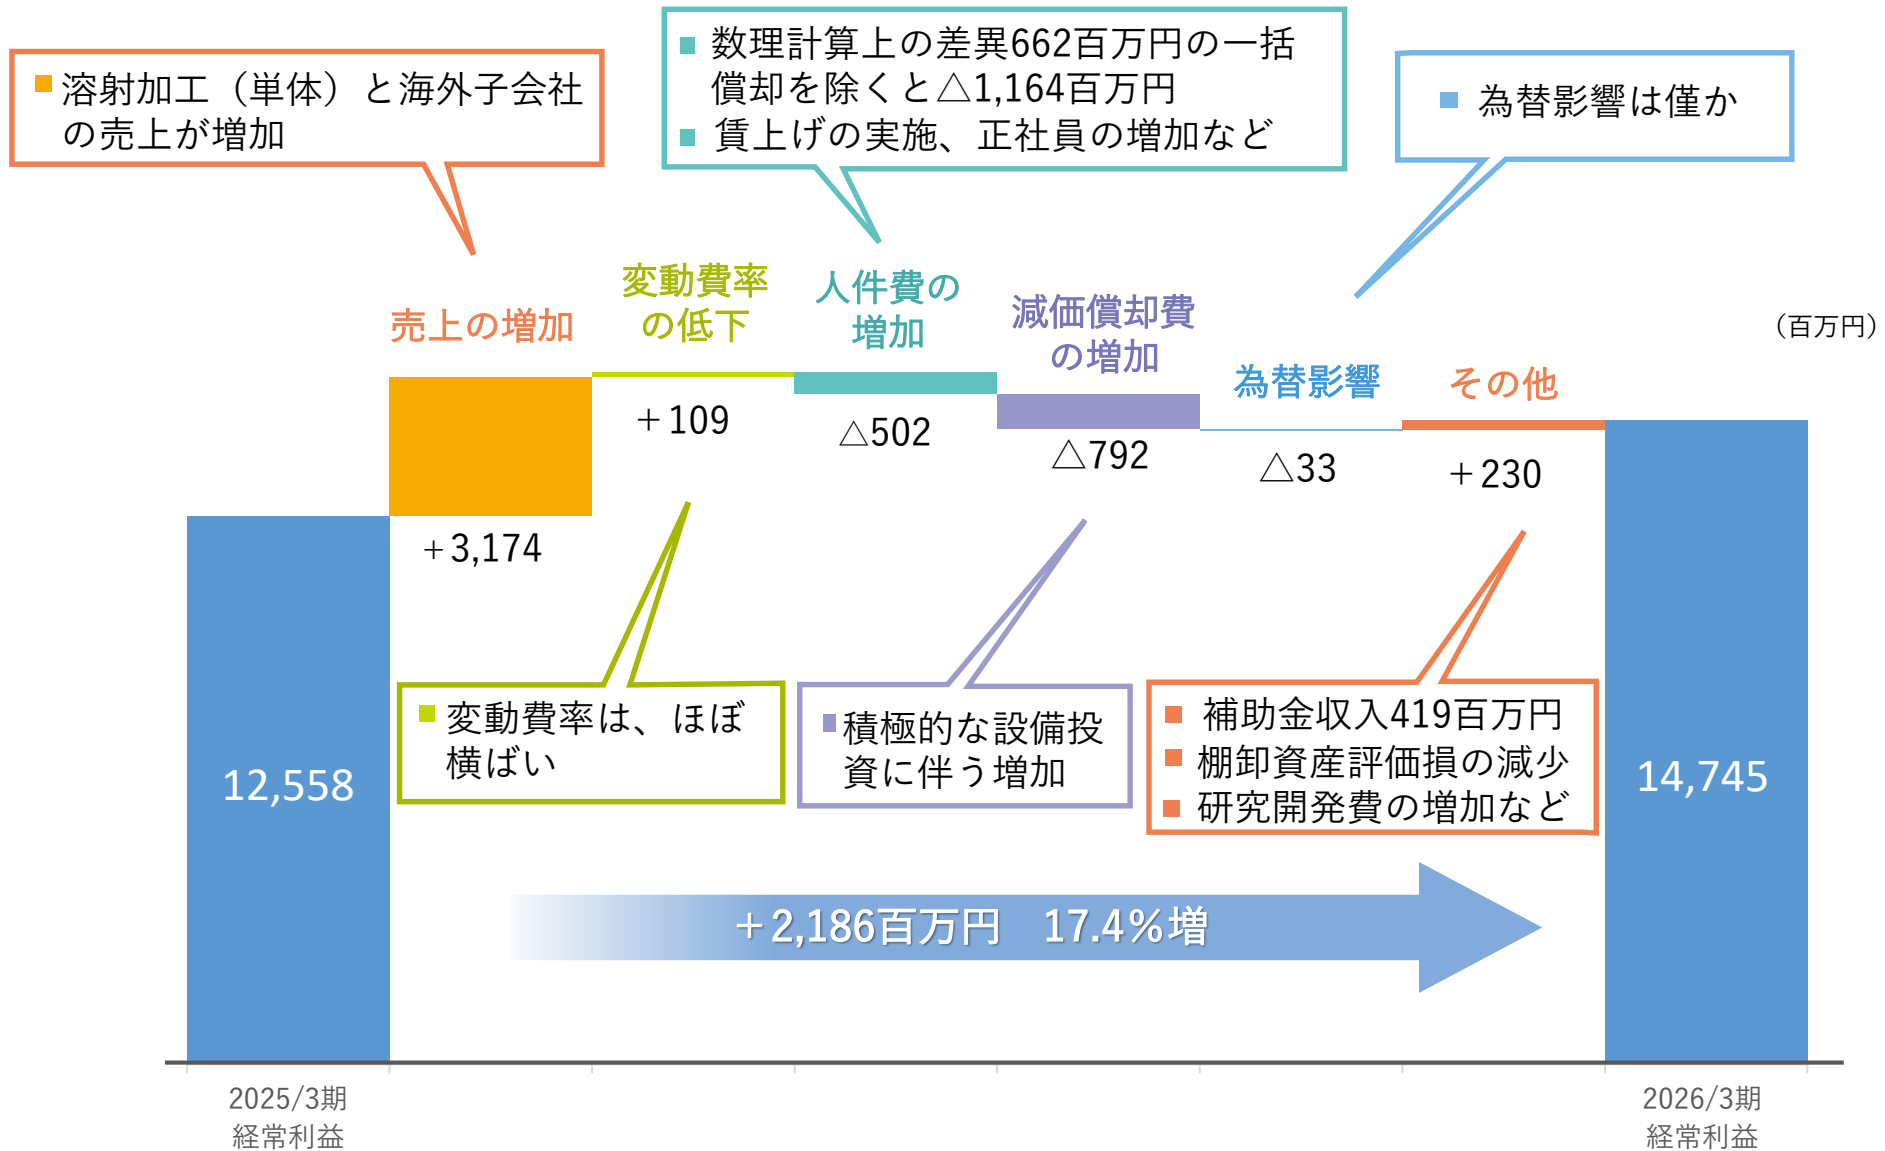 溶射加工（単体）と海外子会社
の売上が増加
数理計算上の差異662百万円の一括
償却を除くと△1,164百万円
賃上げの実施、正社員の増加など
為替影響は僅か
（百万円）
売上の増加
変動費率
の低下
人件費の
増加
減価償却費
の増加
為替影響
その他
＋3,174
＋109
△502
△792
△33
＋230
変動費率は、ほぼ
横ばい
積極的な設備投
資に伴う増加
補助金収入419百万円
棚卸資産評価損の減少
研究開発費の増加など
12,558
14,745
＋2,186百万円　17.4％増
2025/3期
経常利益
2026/3期
経常利益